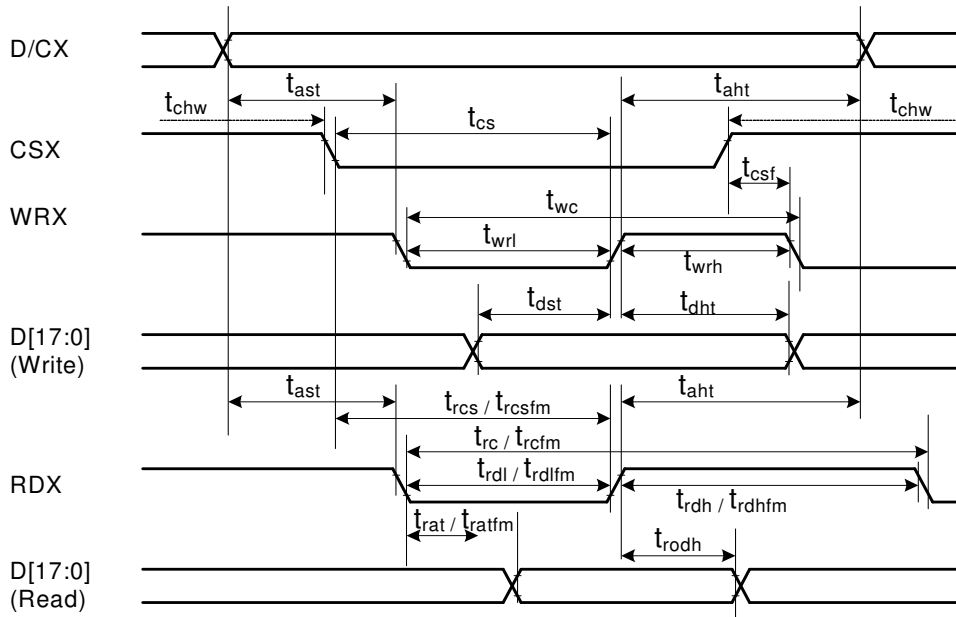 D/CX
t_ast
t_aht
t_chw
t_chw
t_cs
CSX
t_csf
WRX
t_wc
t_wrl
t_wrh
t_dst
t_dht
D[17:0]
(Write)
t_ast
t_aht
t_rcs / t_rcsfm
t_rc / t_rcfm
RDX
t_rdl / t_rdlfm
t_rdh / t_rdhfm
t_rat / t_ratfm
t_rodh
D[17:0]
(Read)